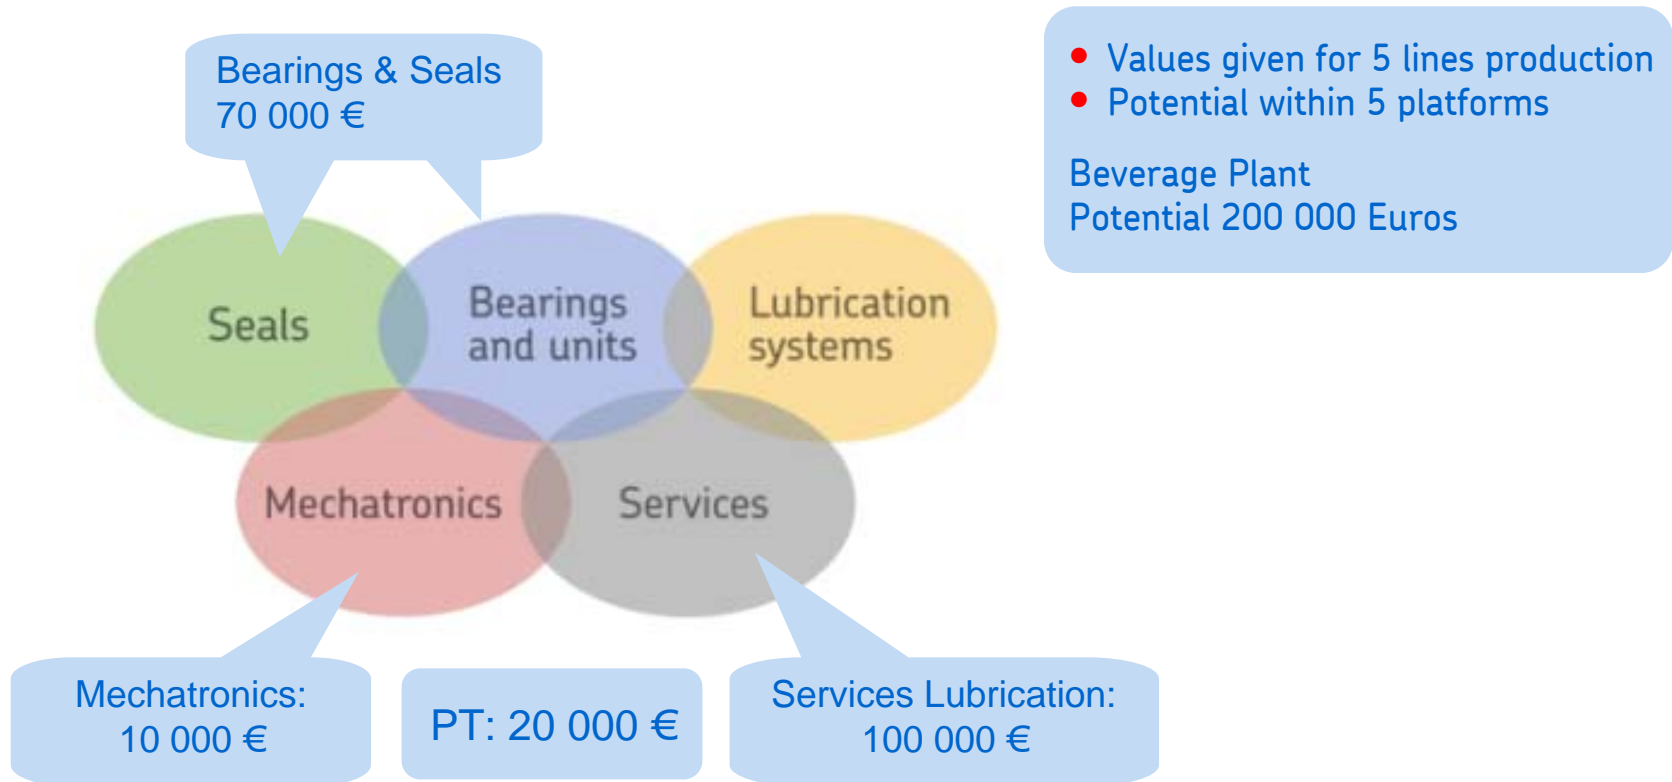 Bearings & Seals
70 000 €
• Values given for 5 lines production
• Potential within 5 platforms
Beverage Plant
Potential 200 000 Euros
Seals
Bearings
and units
Lubrication
systems
Mechatronics
Services
Mechatronics:
10 000 €
PT: 20 000 €
Services Lubrication:
100 000 €